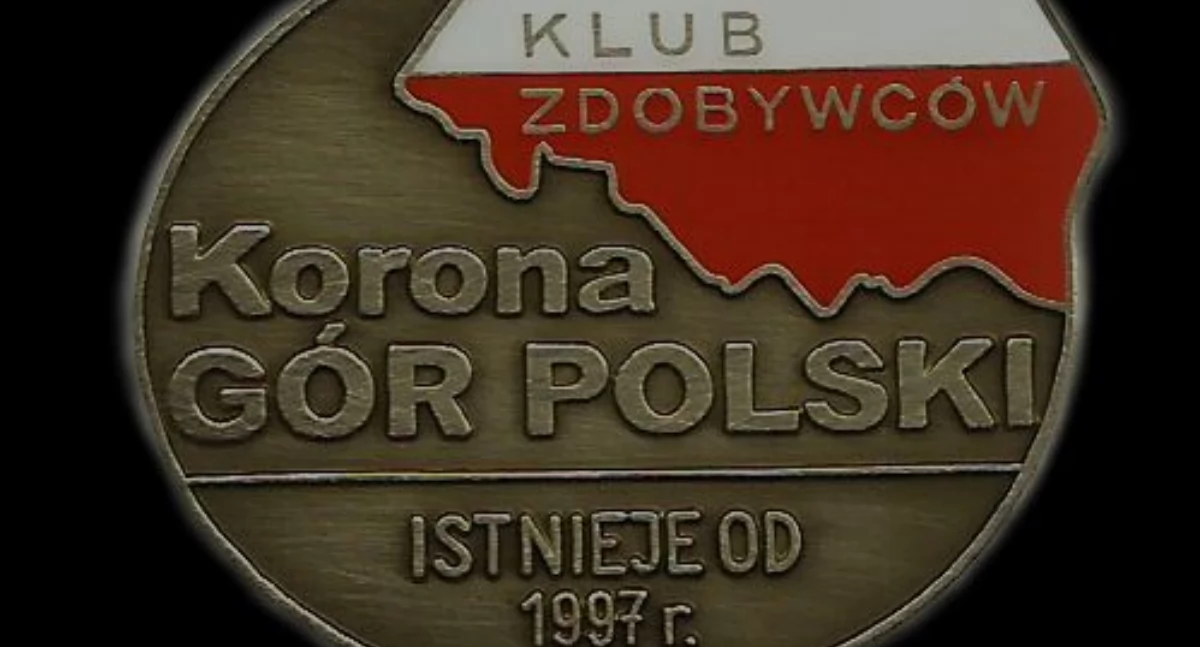 KLUB
ZDOBYWCÓW
Korona
GÓR POLSKI
ISTNIEJE OD
1997 r.